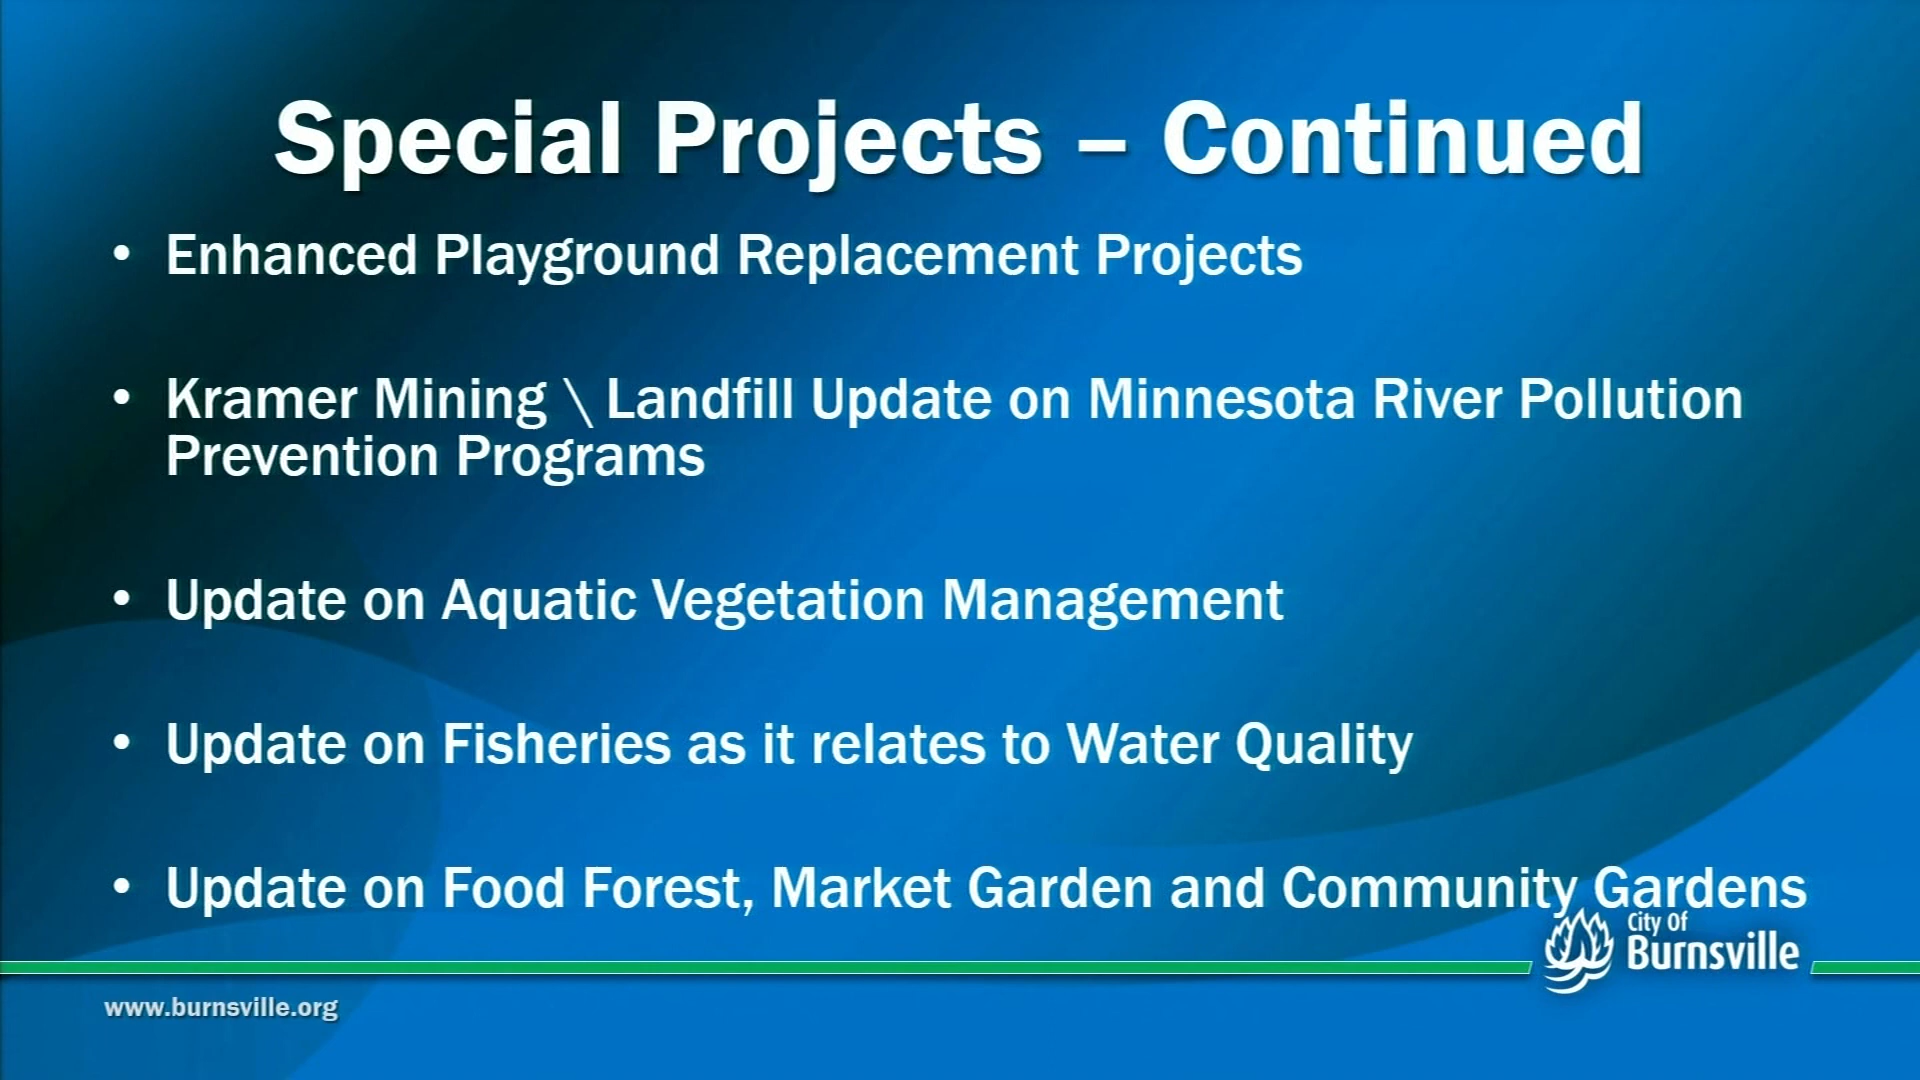 Special Projects – Continued
• Enhanced Playground Replacement Projects
• Kramer Mining \ Landfill Update on Minnesota River Pollution
Prevention Programs
• Update on Aquatic Vegetation Management
• Update on Fisheries as it relates to Water Quality
• Update on Food Forest, Market Garden and Community Gardens
City Of
Burnsville
www.burnsville.org